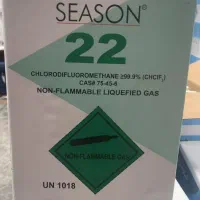 SEASON®
22
CHLORODIFLUOROMETHANE ≥99.9% (CHClF₂)
CAS# 75-45-6
NON-FLAMMABLE LIQUEFIED GAS
NON-FLAMMABLE GAS
UN 1018